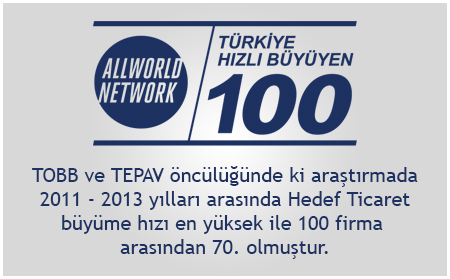 ALLWORLD
NETWORK
TÜRKİYE
HIZLI BÜYÜYEN
100
TOBB ve TEPAV öncülüğünde ki araştırmada
2011 - 2013 yılları arasında Hedef Ticaret
büyüme hızı en yüksek ile 100 firma
arasından 70. olmuştur.